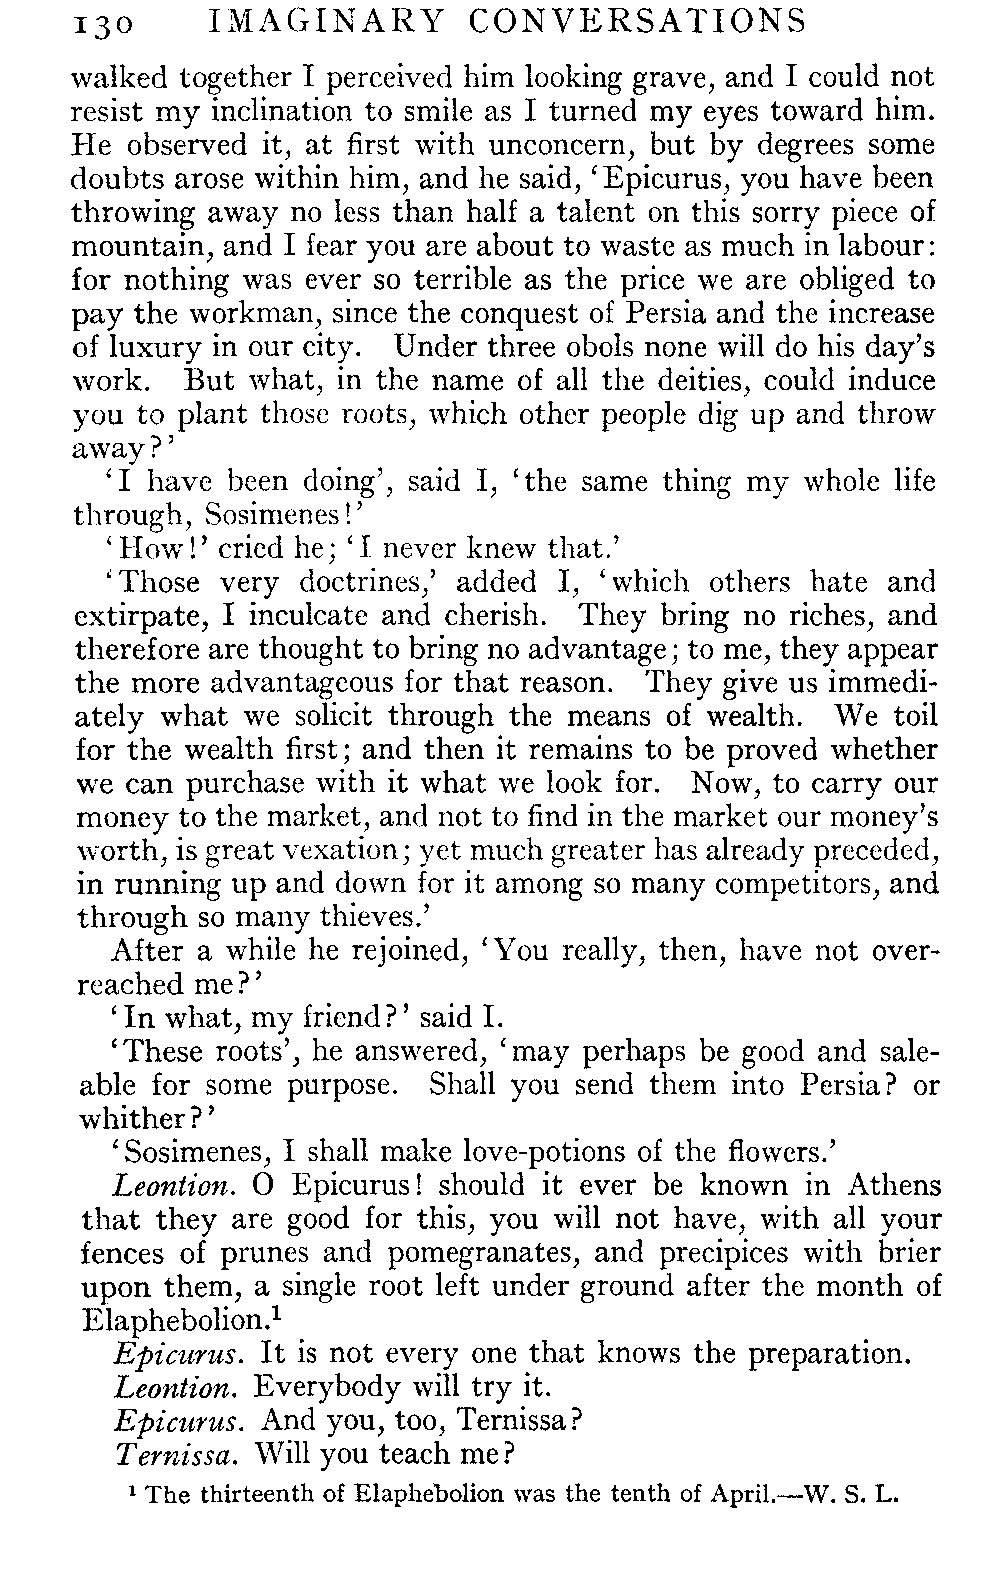 130 IMAGINARY CONVERSATIONS
walked together I perceived him looking grave, and I could not
resist my inclination to smile as I turned my eyes toward him.
He observed it, at first with unconcern, but by degrees some
doubts arose within him, and he said, ‘Epicurus, you have been
throwing away no less than half a talent on this sorry piece of
mountain, and I fear you are about to waste as much in labour:
for nothing was ever so terrible as the price we are obliged to
pay the workman, since the conquest of Persia and the increase
of luxury in our city. Under three obols none will do his day’s
work. But what, in the name of all the deities, could induce
you to plant those roots, which other people dig up and throw
away?’
‘I have been doing’, said I, ‘the same thing my whole life
through, Sosimenes!’
‘How!’ cried he; ‘I never knew that.’
‘Those very doctrines,’ added I, ‘which others hate and
extirpate, I inculcate and cherish. They bring no riches, and
therefore are thought to bring no advantage; to me, they appear
the more advantageous for that reason. They give us immedi-
ately what we solicit through the means of wealth. We toil
for the wealth first; and then it remains to be proved whether
we can purchase with it what we look for. Now, to carry our
money to the market, and not to find in the market our money’s
worth, is great vexation; yet much greater has already preceded,
in running up and down for it among so many competitors, and
through so many thieves.’
After a while he rejoined, ‘You really, then, have not over-
reached me?’
‘In what, my friend?’ said I.
‘These roots’, he answered, ‘may perhaps be good and sale-
able for some purpose. Shall you send them into Persia? or
whither?’
‘Sosimenes, I shall make love-potions of the flowers.’
Leontion. O Epicurus! should it ever be known in Athens
that they are good for this, you will not have, with all your
fences of prunes and pomegranates, and precipices with brier
upon them, a single root left under ground after the month of
Elaphebolion.¹
Epicurus. It is not every one that knows the preparation.
Leontion. Everybody will try it.
Epicurus. And you, too, Ternissa?
Ternissa. Will you teach me?
¹ The thirteenth of Elaphebolion was the tenth of April.—W. S. L.